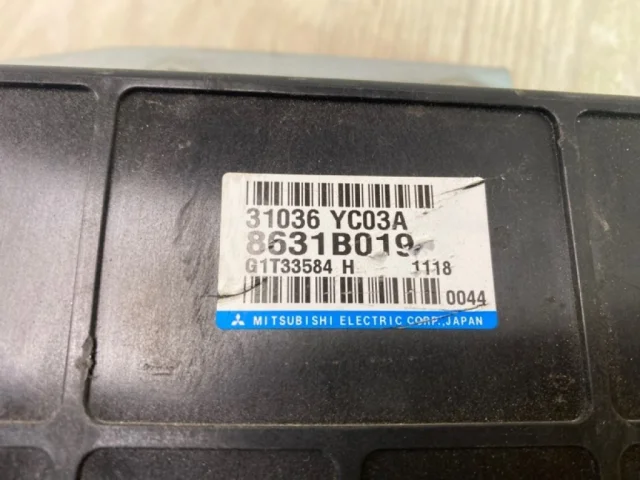 31036 YC03A
8631B019
G1T33584 H 1118
0044
MITSUBISHI ELECTRIC CORP.,JAPAN